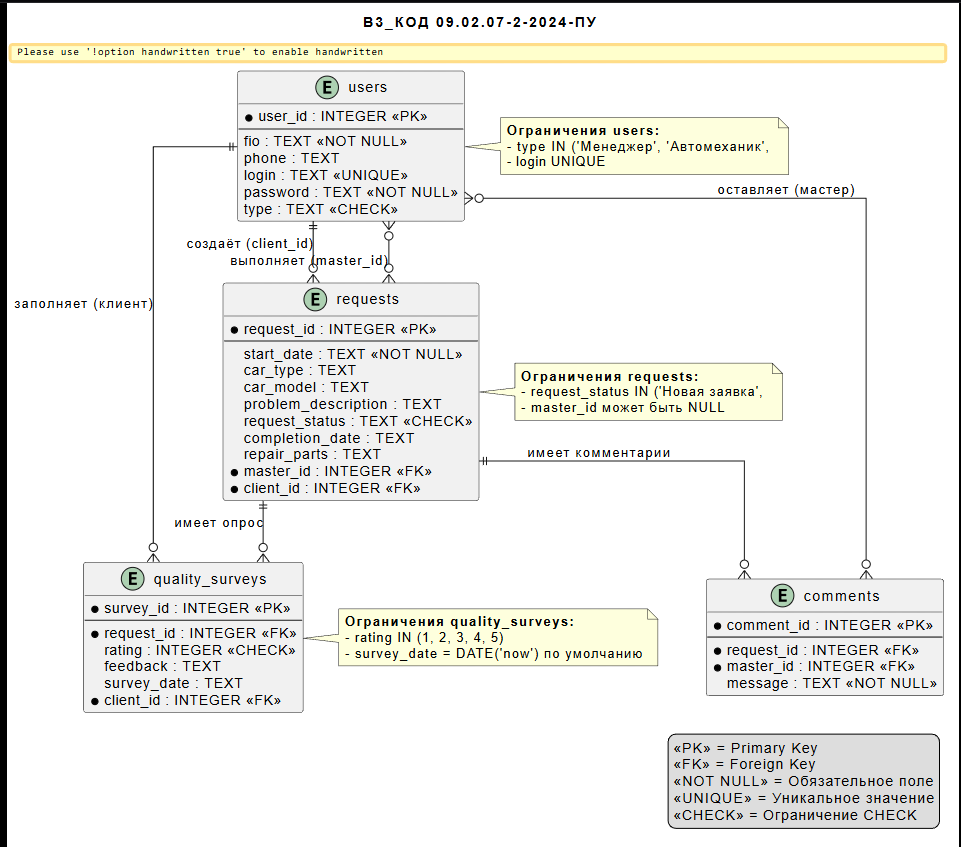 ВЗ_КОД 09.02.07-2-2024-ПУ
Please use '!option handwritten true' to enable handwritten
E users
● user_id : INTEGER «PK»
fio : TEXT «NOT NULL»
phone : TEXT
login : TEXT «UNIQUE»
password : TEXT «NOT NULL»
type : TEXT «CHECK»
Ограничения users:
- type IN ('Менеджер', 'Автомеханик',
- login UNIQUE
оставляет (мастер)
создаёт (client_id)
выполняет (master_id)
заполняет (клиент)
E requests
● request_id : INTEGER «PK»
start_date : TEXT «NOT NULL»
car_type : TEXT
car_model : TEXT
problem_description : TEXT
request_status : TEXT «CHECK»
completion_date : TEXT
repair_parts : TEXT
● master_id : INTEGER «FK»
● client_id : INTEGER «FK»
Ограничения requests:
- request_status IN ('Новая заявка',
- master_id может быть NULL
имеет комментарии
имеет опрос
E quality_surveys
● survey_id : INTEGER «PK»
● request_id : INTEGER «FK»
rating : INTEGER «CHECK»
feedback : TEXT
survey_date : TEXT
● client_id : INTEGER «FK»
Ограничения quality_surveys:
- rating IN (1, 2, 3, 4, 5)
- survey_date = DATE('now') по умолчанию
E comments
● comment_id : INTEGER «PK»
● request_id : INTEGER «FK»
● master_id : INTEGER «FK»
message : TEXT «NOT NULL»
«PK» = Primary Key
«FK» = Foreign Key
«NOT NULL» = Обязательное поле
«UNIQUE» = Уникальное значение
«CHECK» = Ограничение CHECK